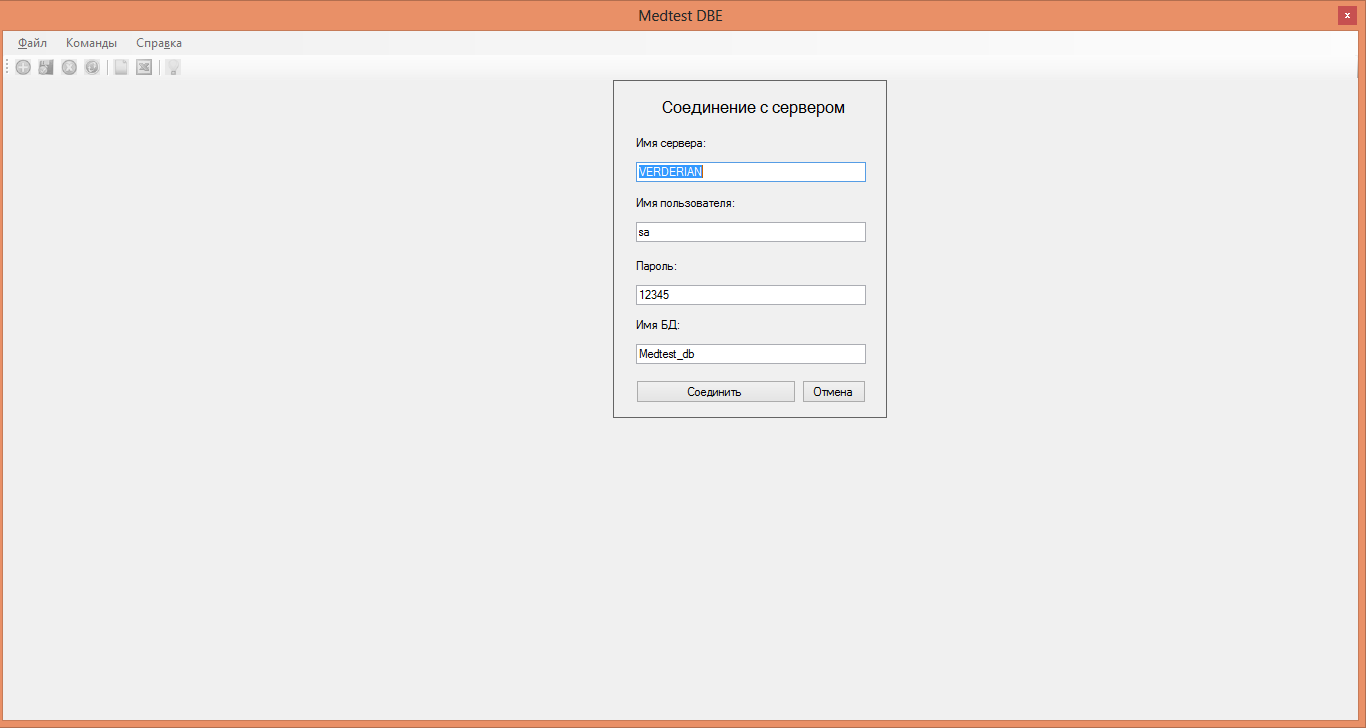 Medtest DBE
x
Файл Команды Справка
Соединение с сервером
Имя сервера:
VERDERIAN
Имя пользователя:
sa
Пароль:
12345
Имя БД:
Medtest_db
Соединить Отмена